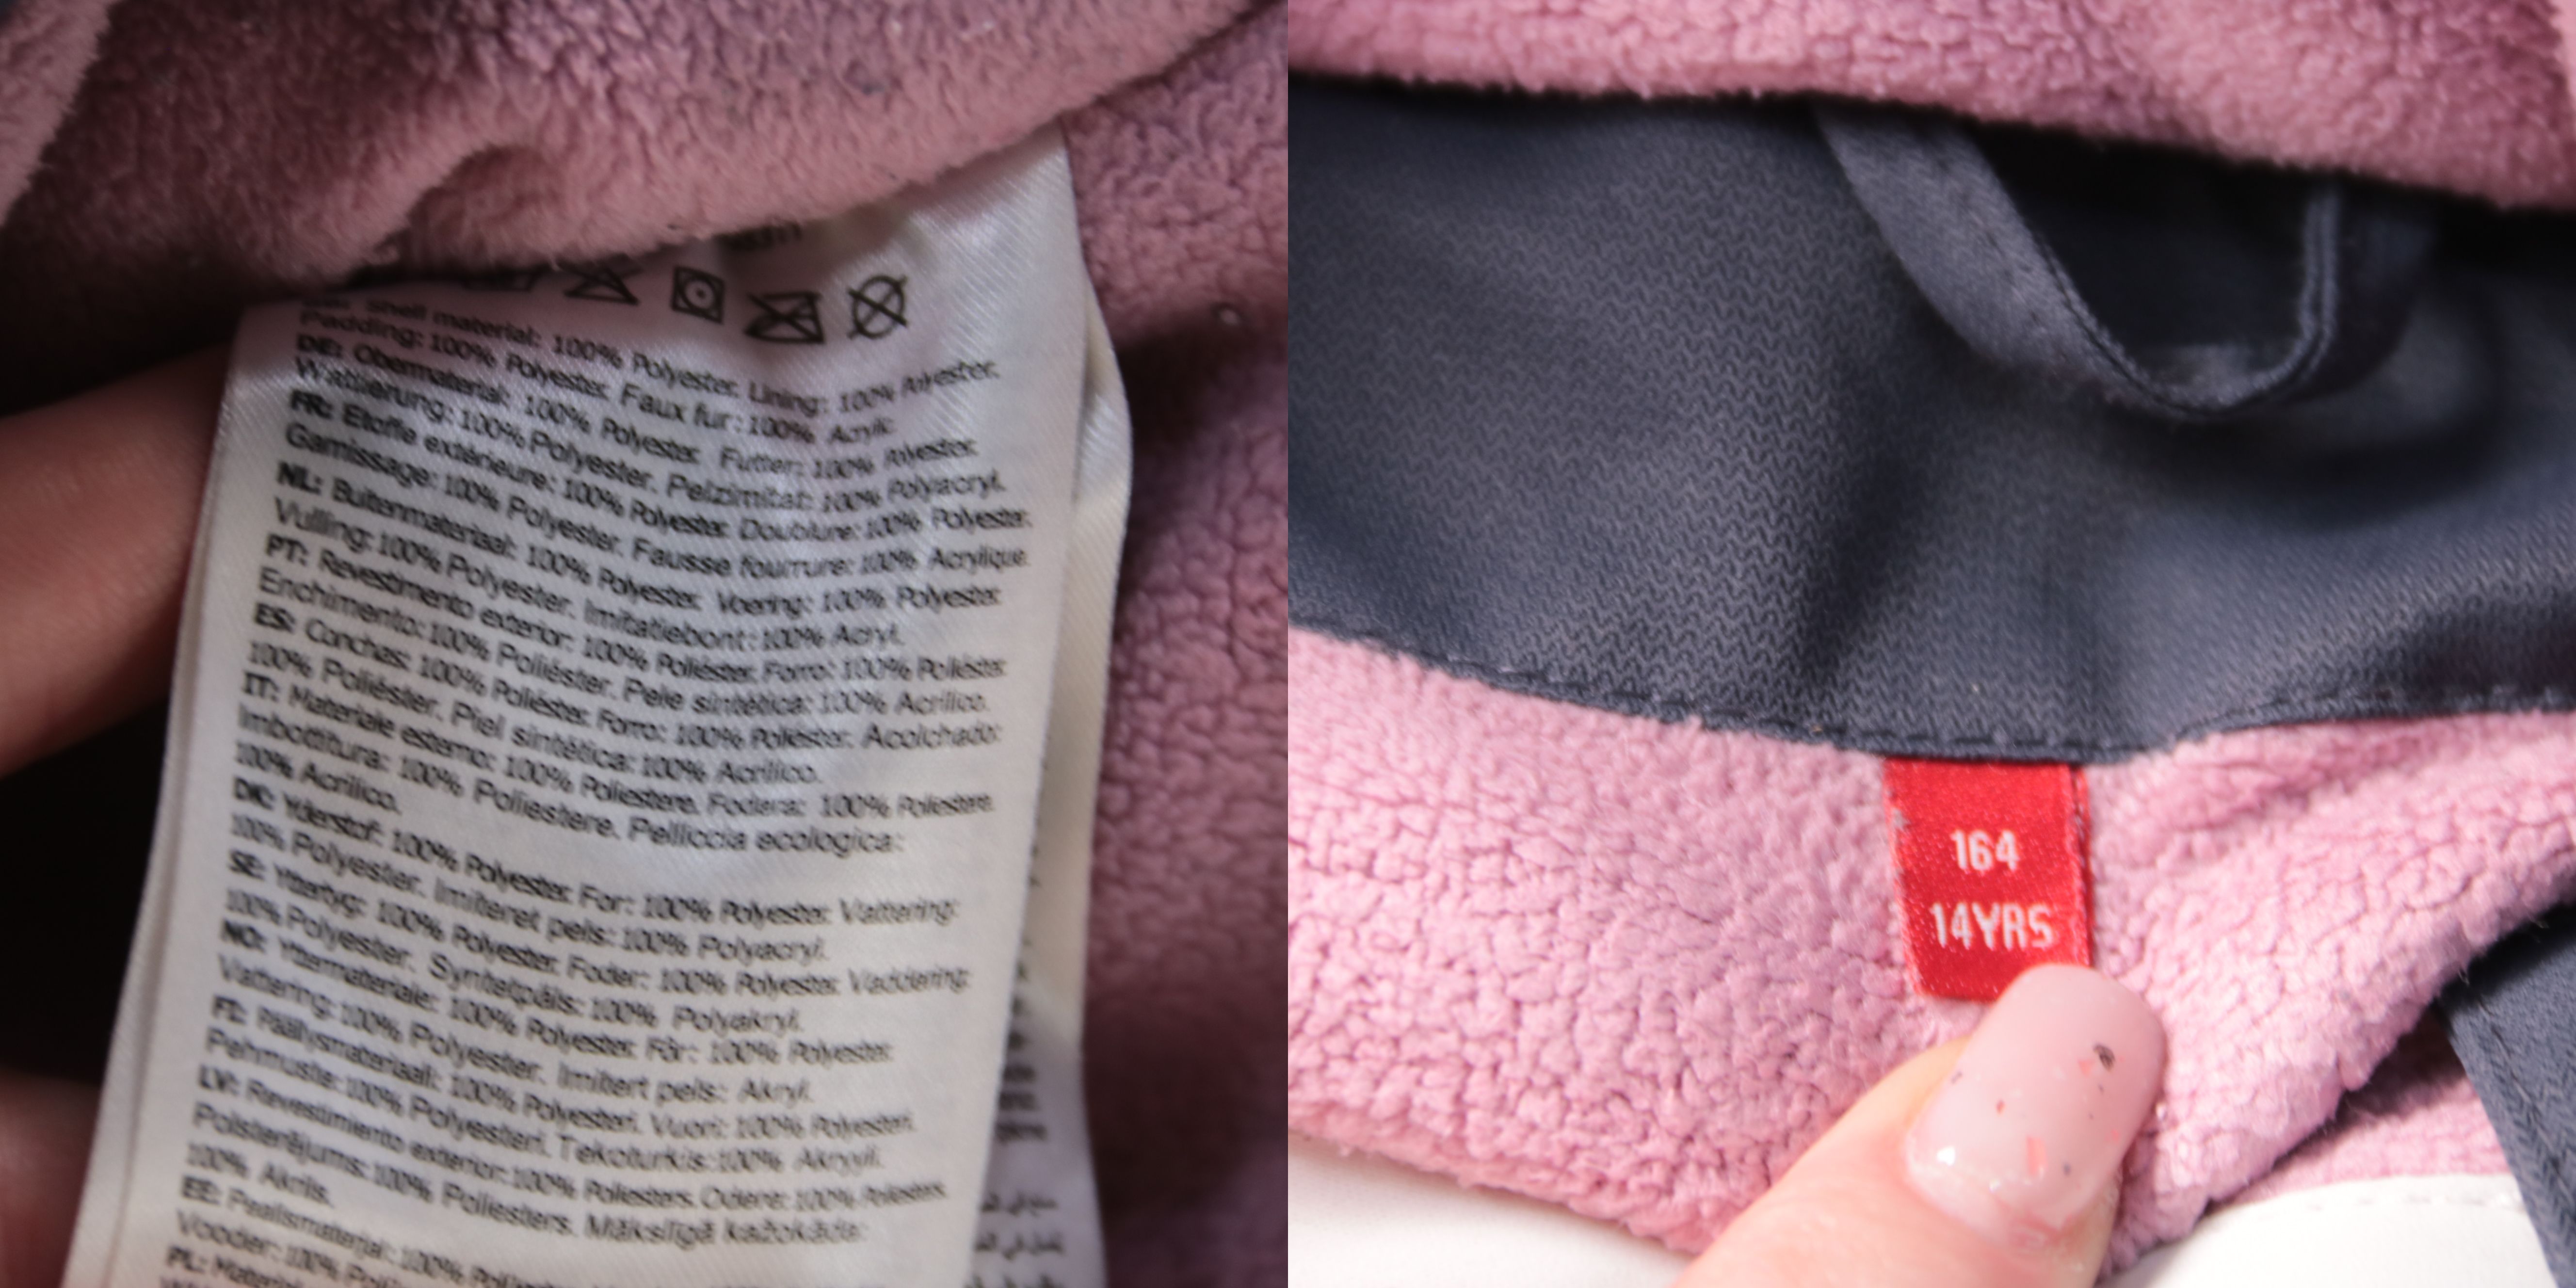 Shell material: 100% Polyester. Lining: 100% Polyester.
Padding: 100% Polyester. Faux fur: 100% Acrylic
DE: Obermaterial: 100% Polyester. Futter: 100% Polyester.
Wattierung: 100% Polyester. Pelzimitat: 100% Polyacryl.
FR: Etoffe extérieure: 100% Polyester. Doublure: 100% Polyester.
Garnissage: 100% Polyester. Fausse fourrure: 100% Acrylique.
NL: Buitenmateriaal: 100% Polyester. Voering: 100% Polyester.
Vulling: 100% Polyester. Imitatiebont: 100% Acryl.
PT: Revestimento exterior: 100% Poliéster. Forro: 100% Poliéster.
Enchimento: 100% Poliéster. Pele sintética: 100% Acrílico.
ES: Conchas: 100% Poliéster. Forro: 100% Poliéster. Acolchado:
100% Poliéster. Piel sintética: 100% Acrílico.
IT: Materiale esterno: 100% Poliestere. Fodera: 100% Poliestere.
Imbottitura: 100% Poliestere. Pelliccia ecologica:
100% Acrilico.
DK: Yderstof: 100% Polyester. For: 100% Polyester. Vattering:
100% Polyester. Imiteret pels: 100% Polyacryl.
SE: Yttertyg: 100% Polyester. Foder: 100% Polyester. Vaddering:
100% Polyester. Syntetpäls: 100% Polyakryl.
NO: Yttermateriale: 100% Polyester. Fôr: 100% Polyester.
Vattering: 100% Polyester. Imitert pels: Akryl.
FI: Päällysmateriaali: 100% Polyesteri. Vuori: 100% Polyesteri.
Pehmuste: 100% Polyesteri. Tekoturkis: 100% Akryyli.
LV: Revestimiento exterior: 100% Poliesters. Odere: 100% Poliesters.
Polsterējums: 100% Poliesters. Mākslīgā kažokāda:
100% Akrils.
EE: Pealismaterjal: 100%
Vooder: 100%
PL:
164
14YRS